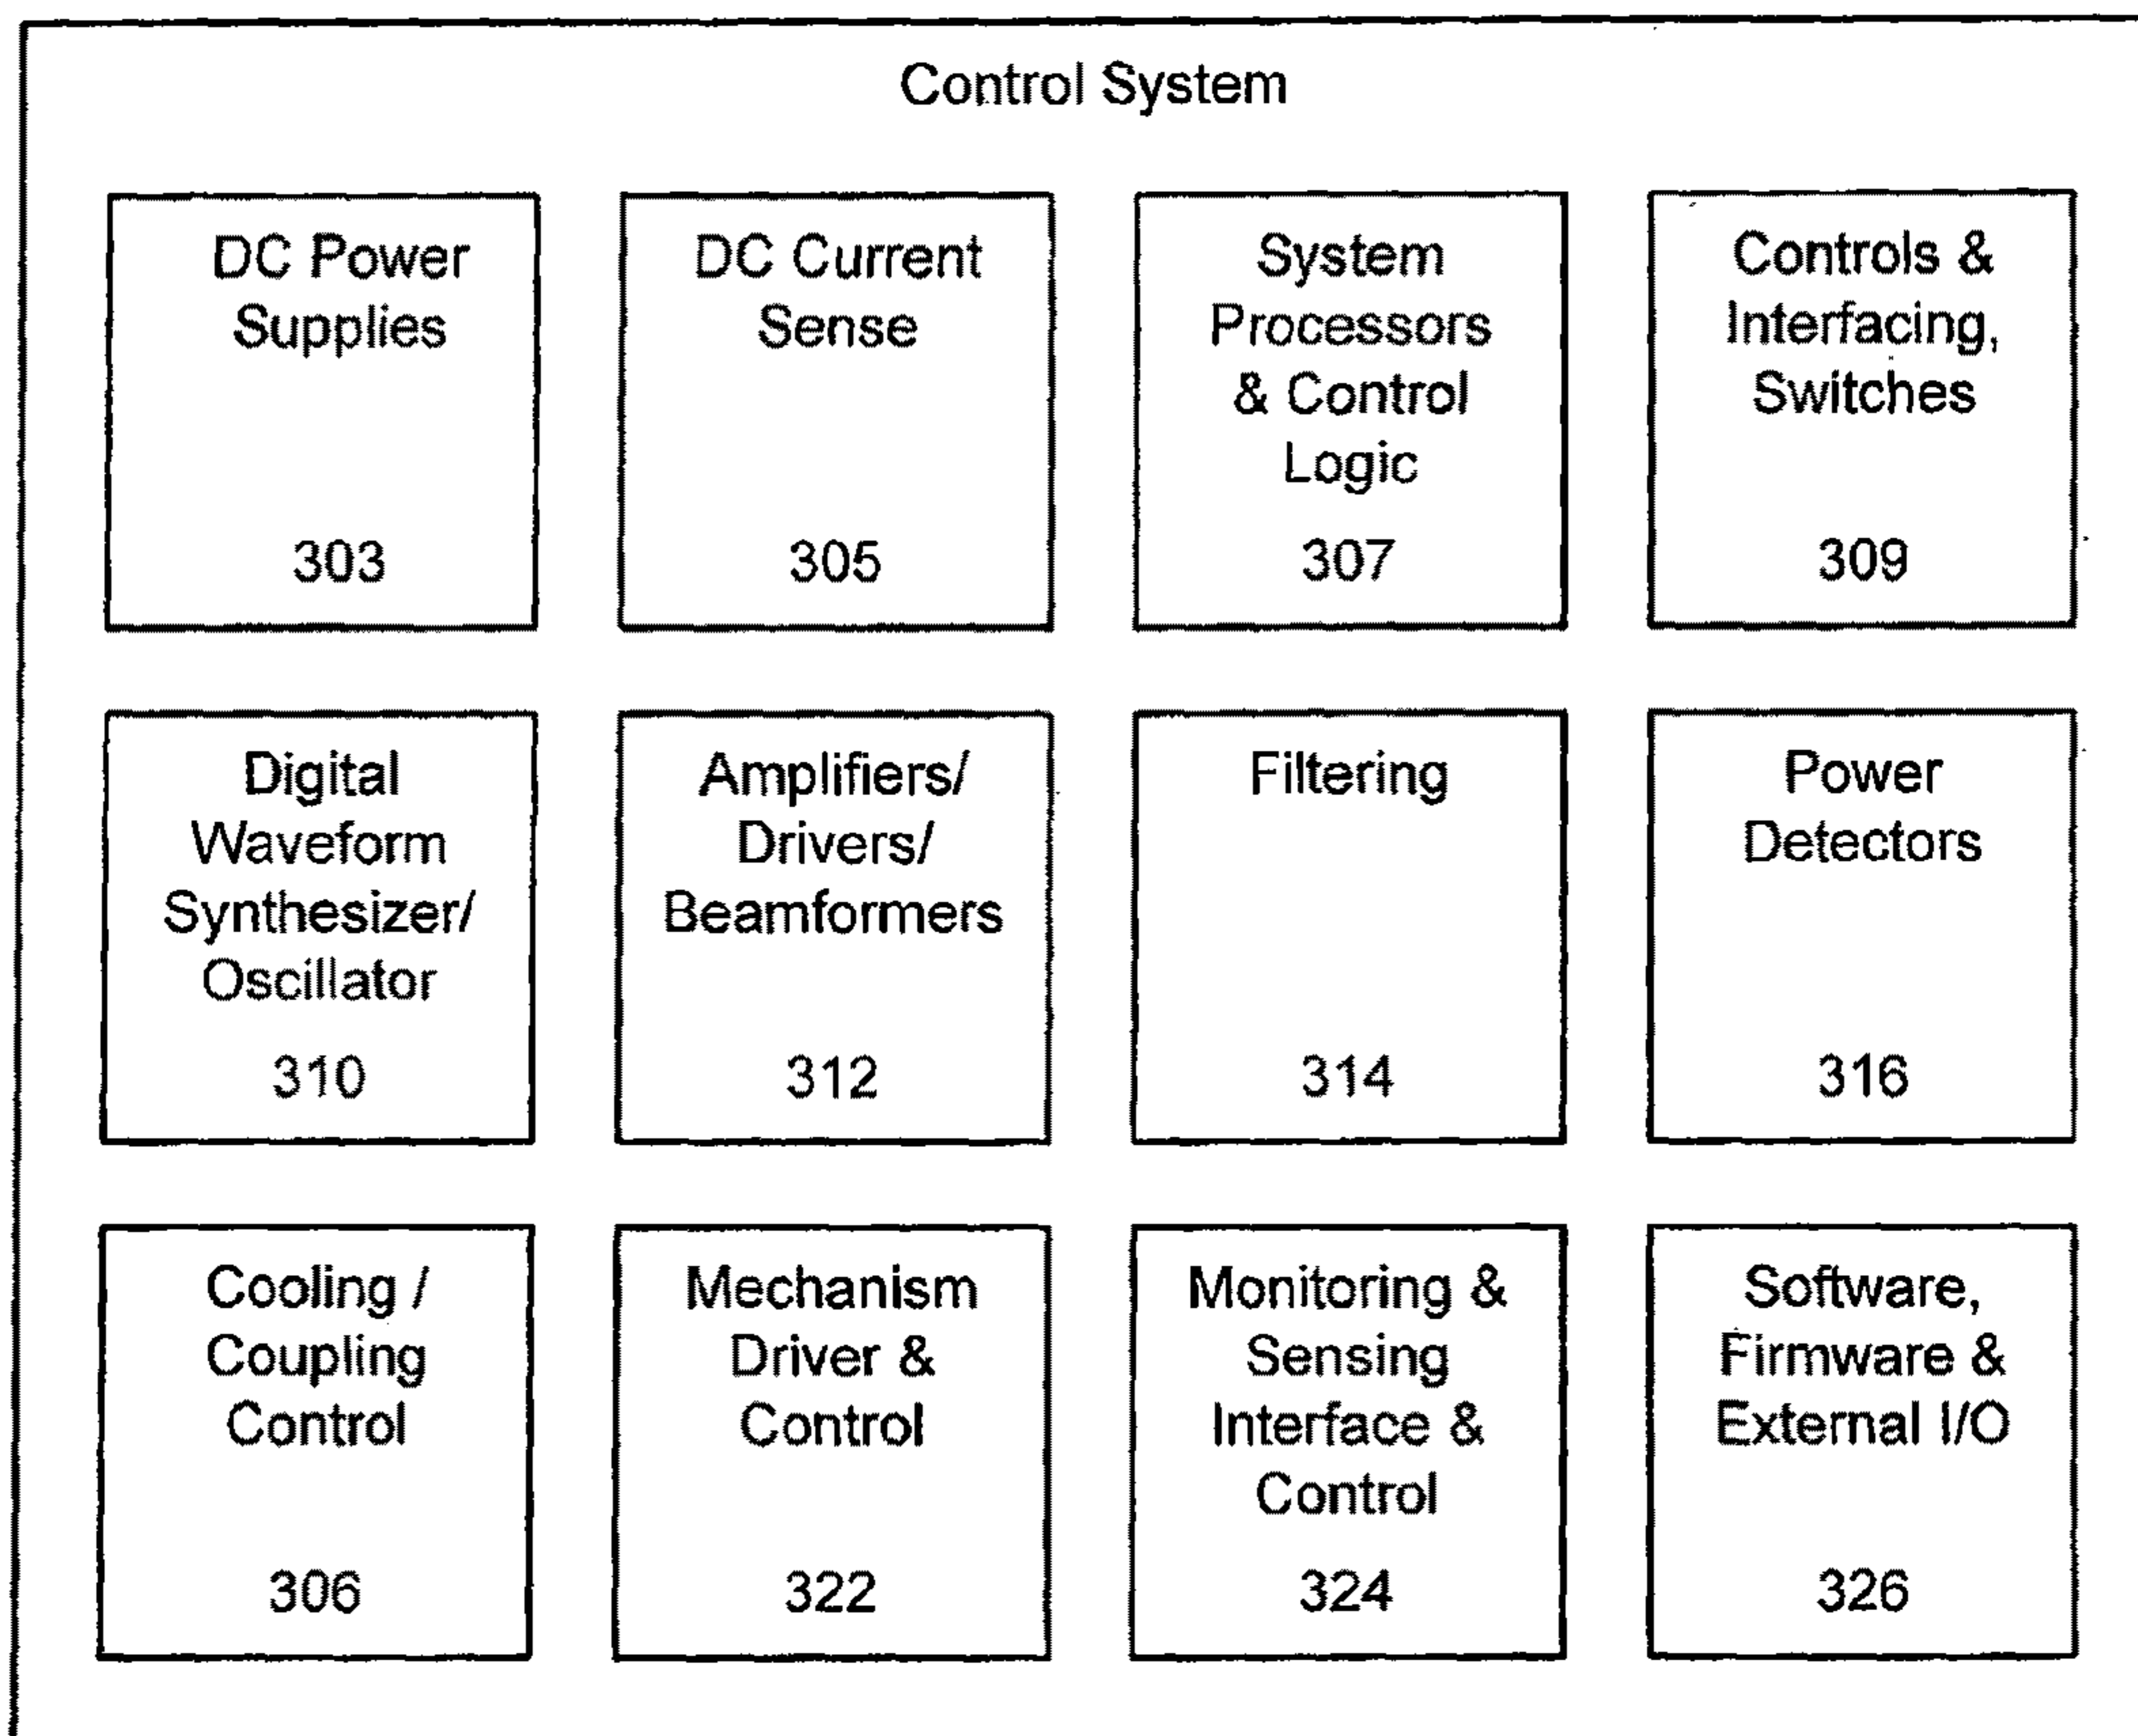 Control System
DC Power
Supplies
303
DC Current
Sense
305
System
Processors
& Control
Logic
307
Controls &
Interfacing,
Switches
309
Digital
Waveform
Synthesizer/
Oscillator
310
Amplifiers/
Drivers/
Beamformers
312
Filtering
314
Power
Detectors
316
Cooling /
Coupling
Control
306
Mechanism
Driver &
Control
322
Monitoring &
Sensing
Interface &
Control
324
Software,
Firmware &
External I/O
326